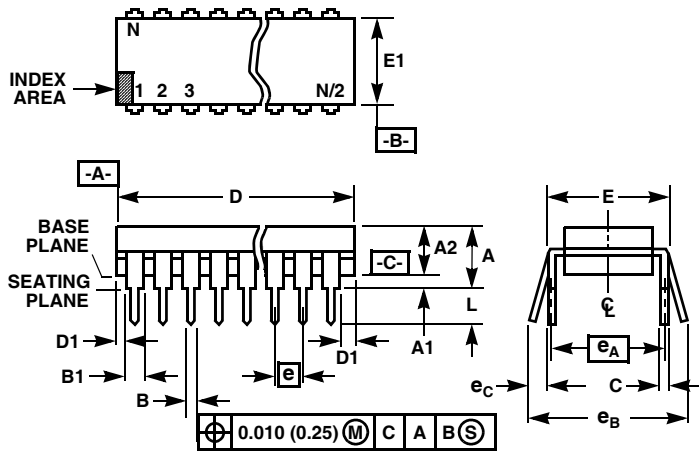 N
INDEX
AREA
1 2 3 N/2
E1
-B-
-A-
D
E
BASE
PLANE
A2
A
-C-
SEATING
PLANE
L
C̵L
D1
A1
D1
eA
B1
e
eC
C
B
eB
0.010 (0.25) M C A B S